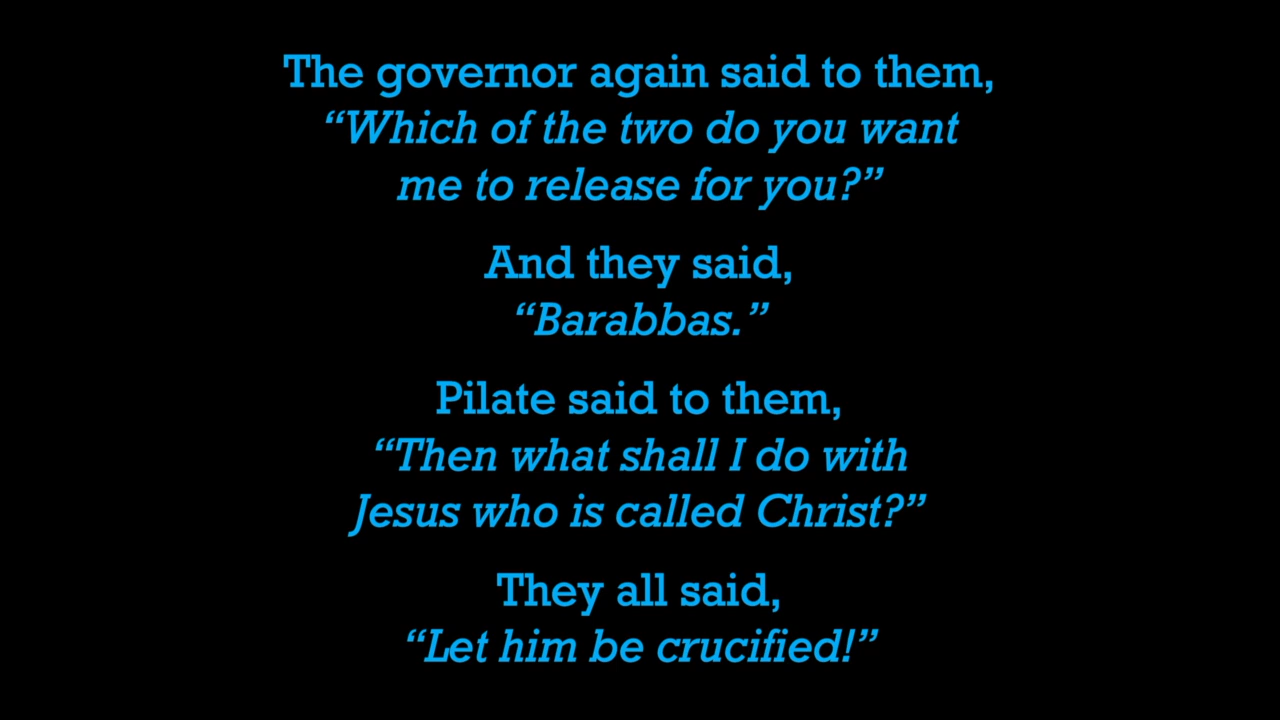 The governor again said to them,
“Which of the two do you want
me to release for you?”
And they said,
“Barabbas.”
Pilate said to them,
“Then what shall I do with
Jesus who is called Christ?”
They all said,
“Let him be crucified!”